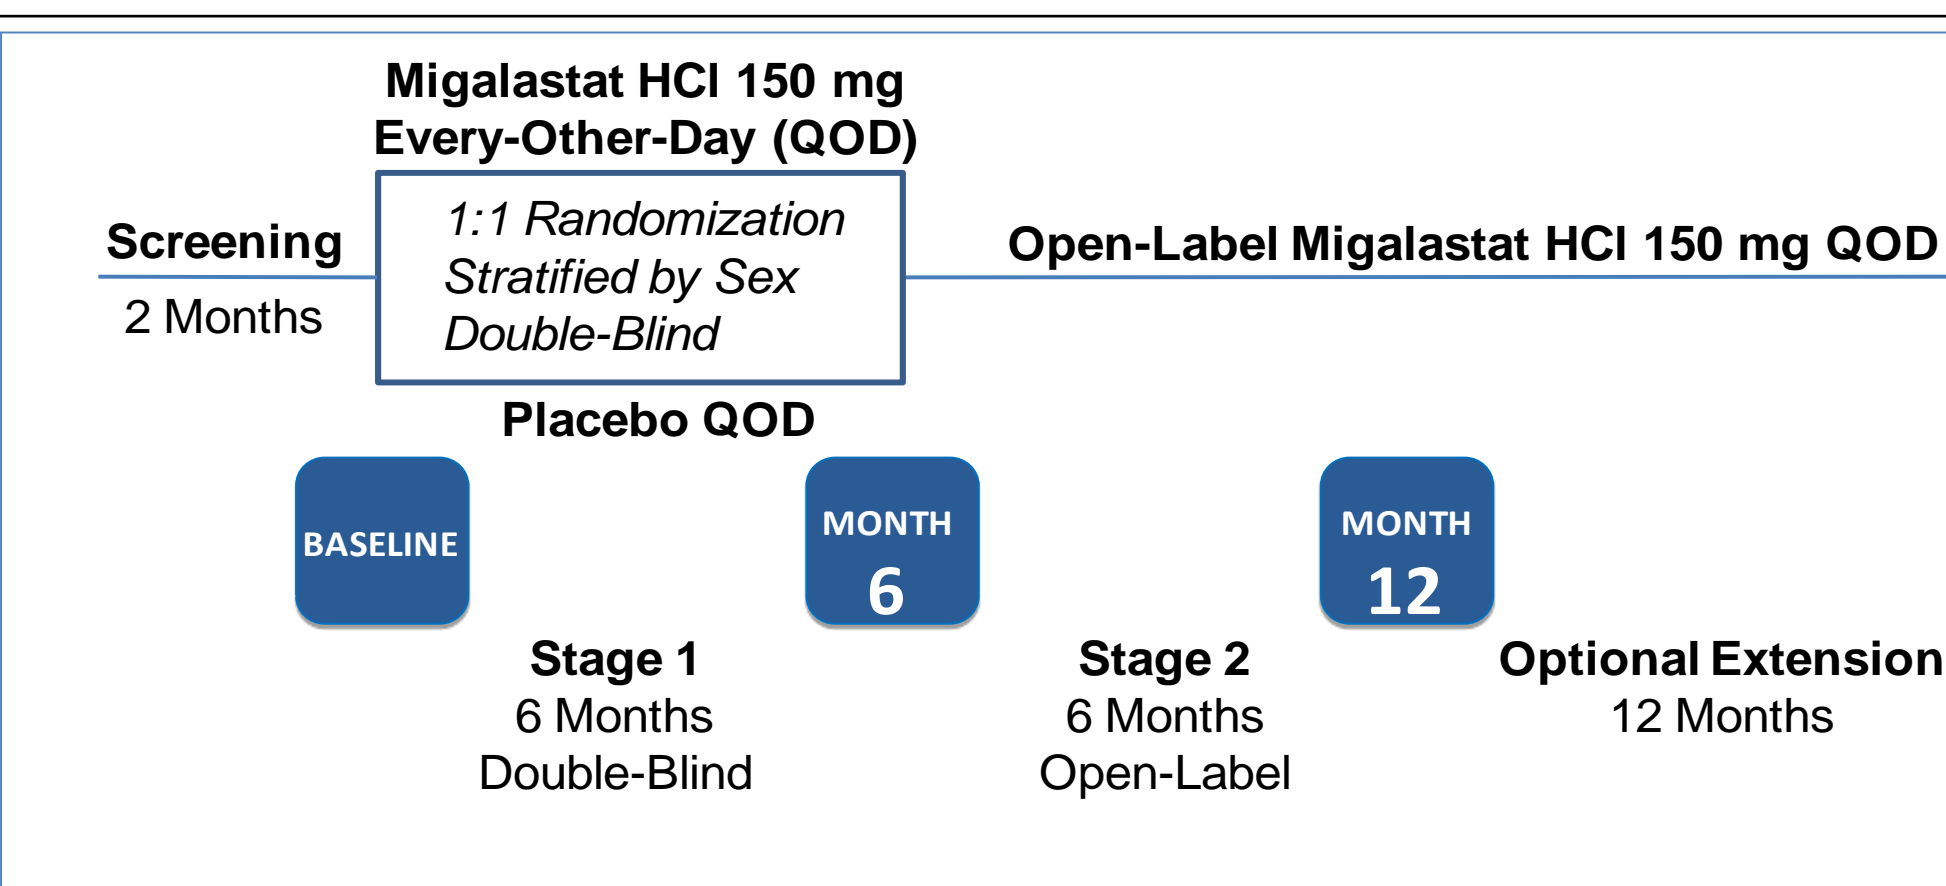 Migalastat HCl 150 mg
Every-Other-Day (QOD)
Screening
2 Months
1:1 Randomization
Stratified by Sex
Double-Blind
Open-Label Migalastat HCl 150 mg QOD
Placebo QOD
BASELINE
MONTH
6
MONTH
12
Stage 1
6 Months
Double-Blind
Stage 2
6 Months
Open-Label
Optional Extension
12 Months